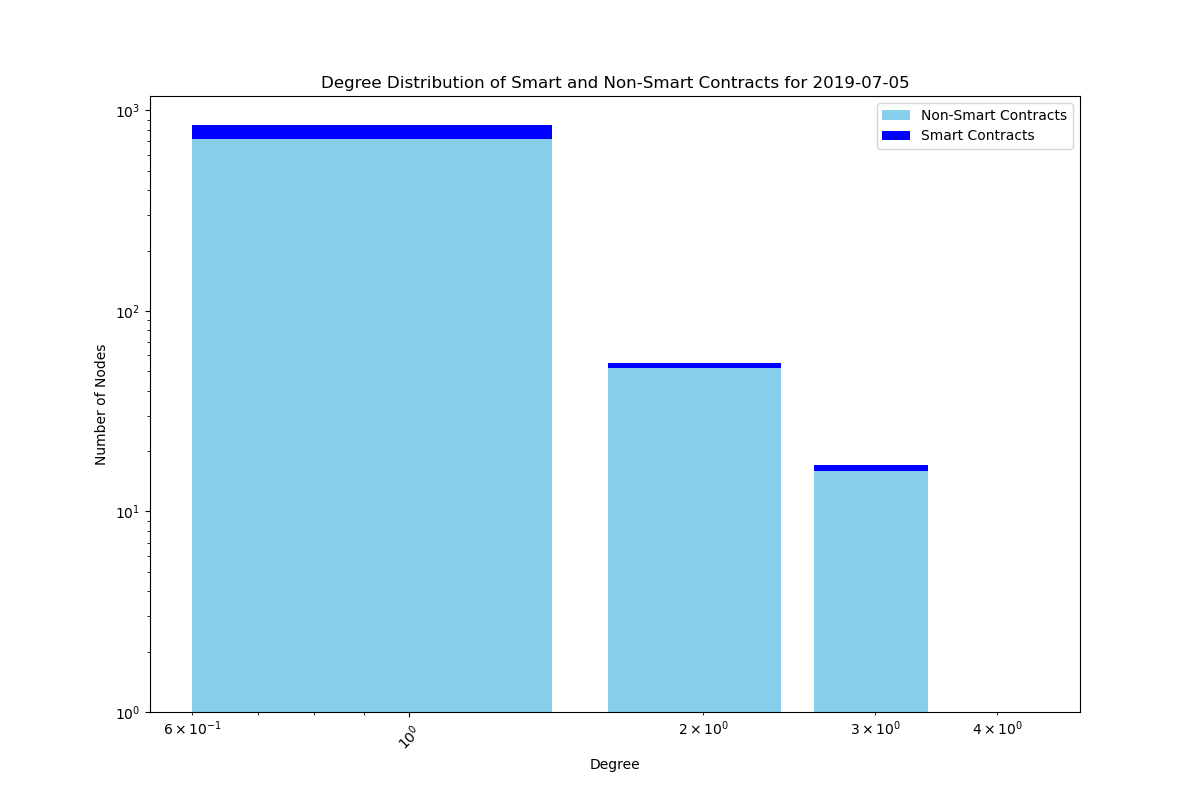 Degree Distribution of Smart and Non-Smart Contracts for 2019-07-05
Non-Smart Contracts
Smart Contracts
Number of Nodes
10³
10²
10¹
10⁰
6 × 10⁻¹
10⁰
2 × 10⁰
3 × 10⁰
4 × 10⁰
Degree